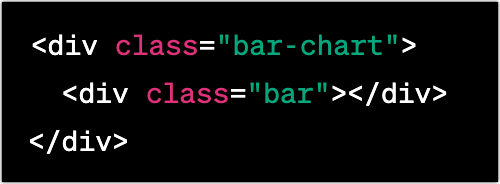 <div class="bar-chart">
  <div class="bar"></div>
</div>